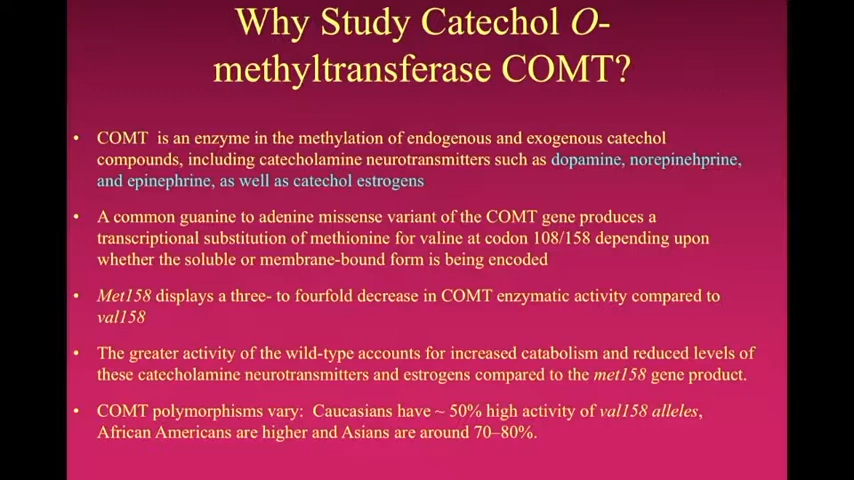 Why Study Catechol O-
methyltransferase COMT?
• COMT is an enzyme in the methylation of endogenous and exogenous catechol
compounds, including catecholamine neurotransmitters such as dopamine, norepinehprine,
and epinephrine, as well as catechol estrogens
• A common guanine to adenine missense variant of the COMT gene produces a
transcriptional substitution of methionine for valine at codon 108/158 depending upon
whether the soluble or membrane-bound form is being encoded
• Met158 displays a three- to fourfold decrease in COMT enzymatic activity compared to
val158
• The greater activity of the wild-type accounts for increased catabolism and reduced levels of
these catecholamine neurotransmitters and estrogens compared to the met158 gene product.
• COMT polymorphisms vary: Caucasians have ~ 50% high activity of val158 alleles,
African Americans are higher and Asians are around 70–80%.